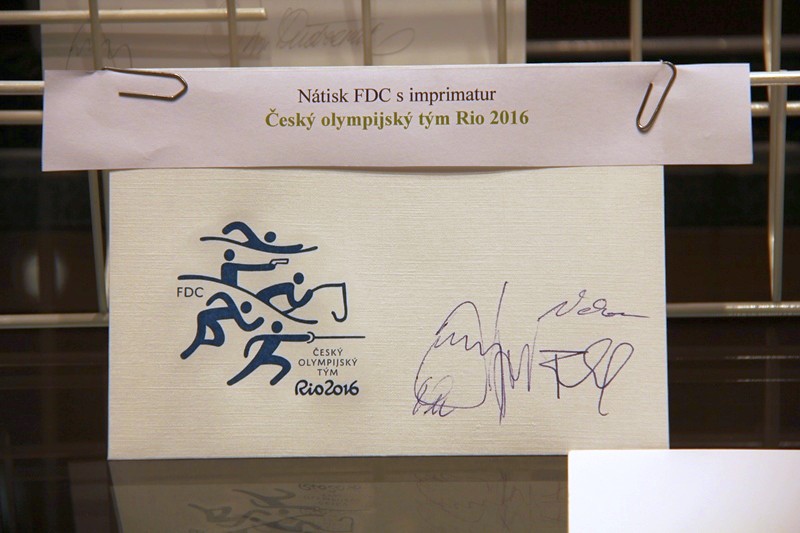 Nátisk FDC s imprimatur
Český olympijský tým Rio 2016
FDC
ČESKÝ
OLYMPIJSKÝ
TÝM
Rio2016